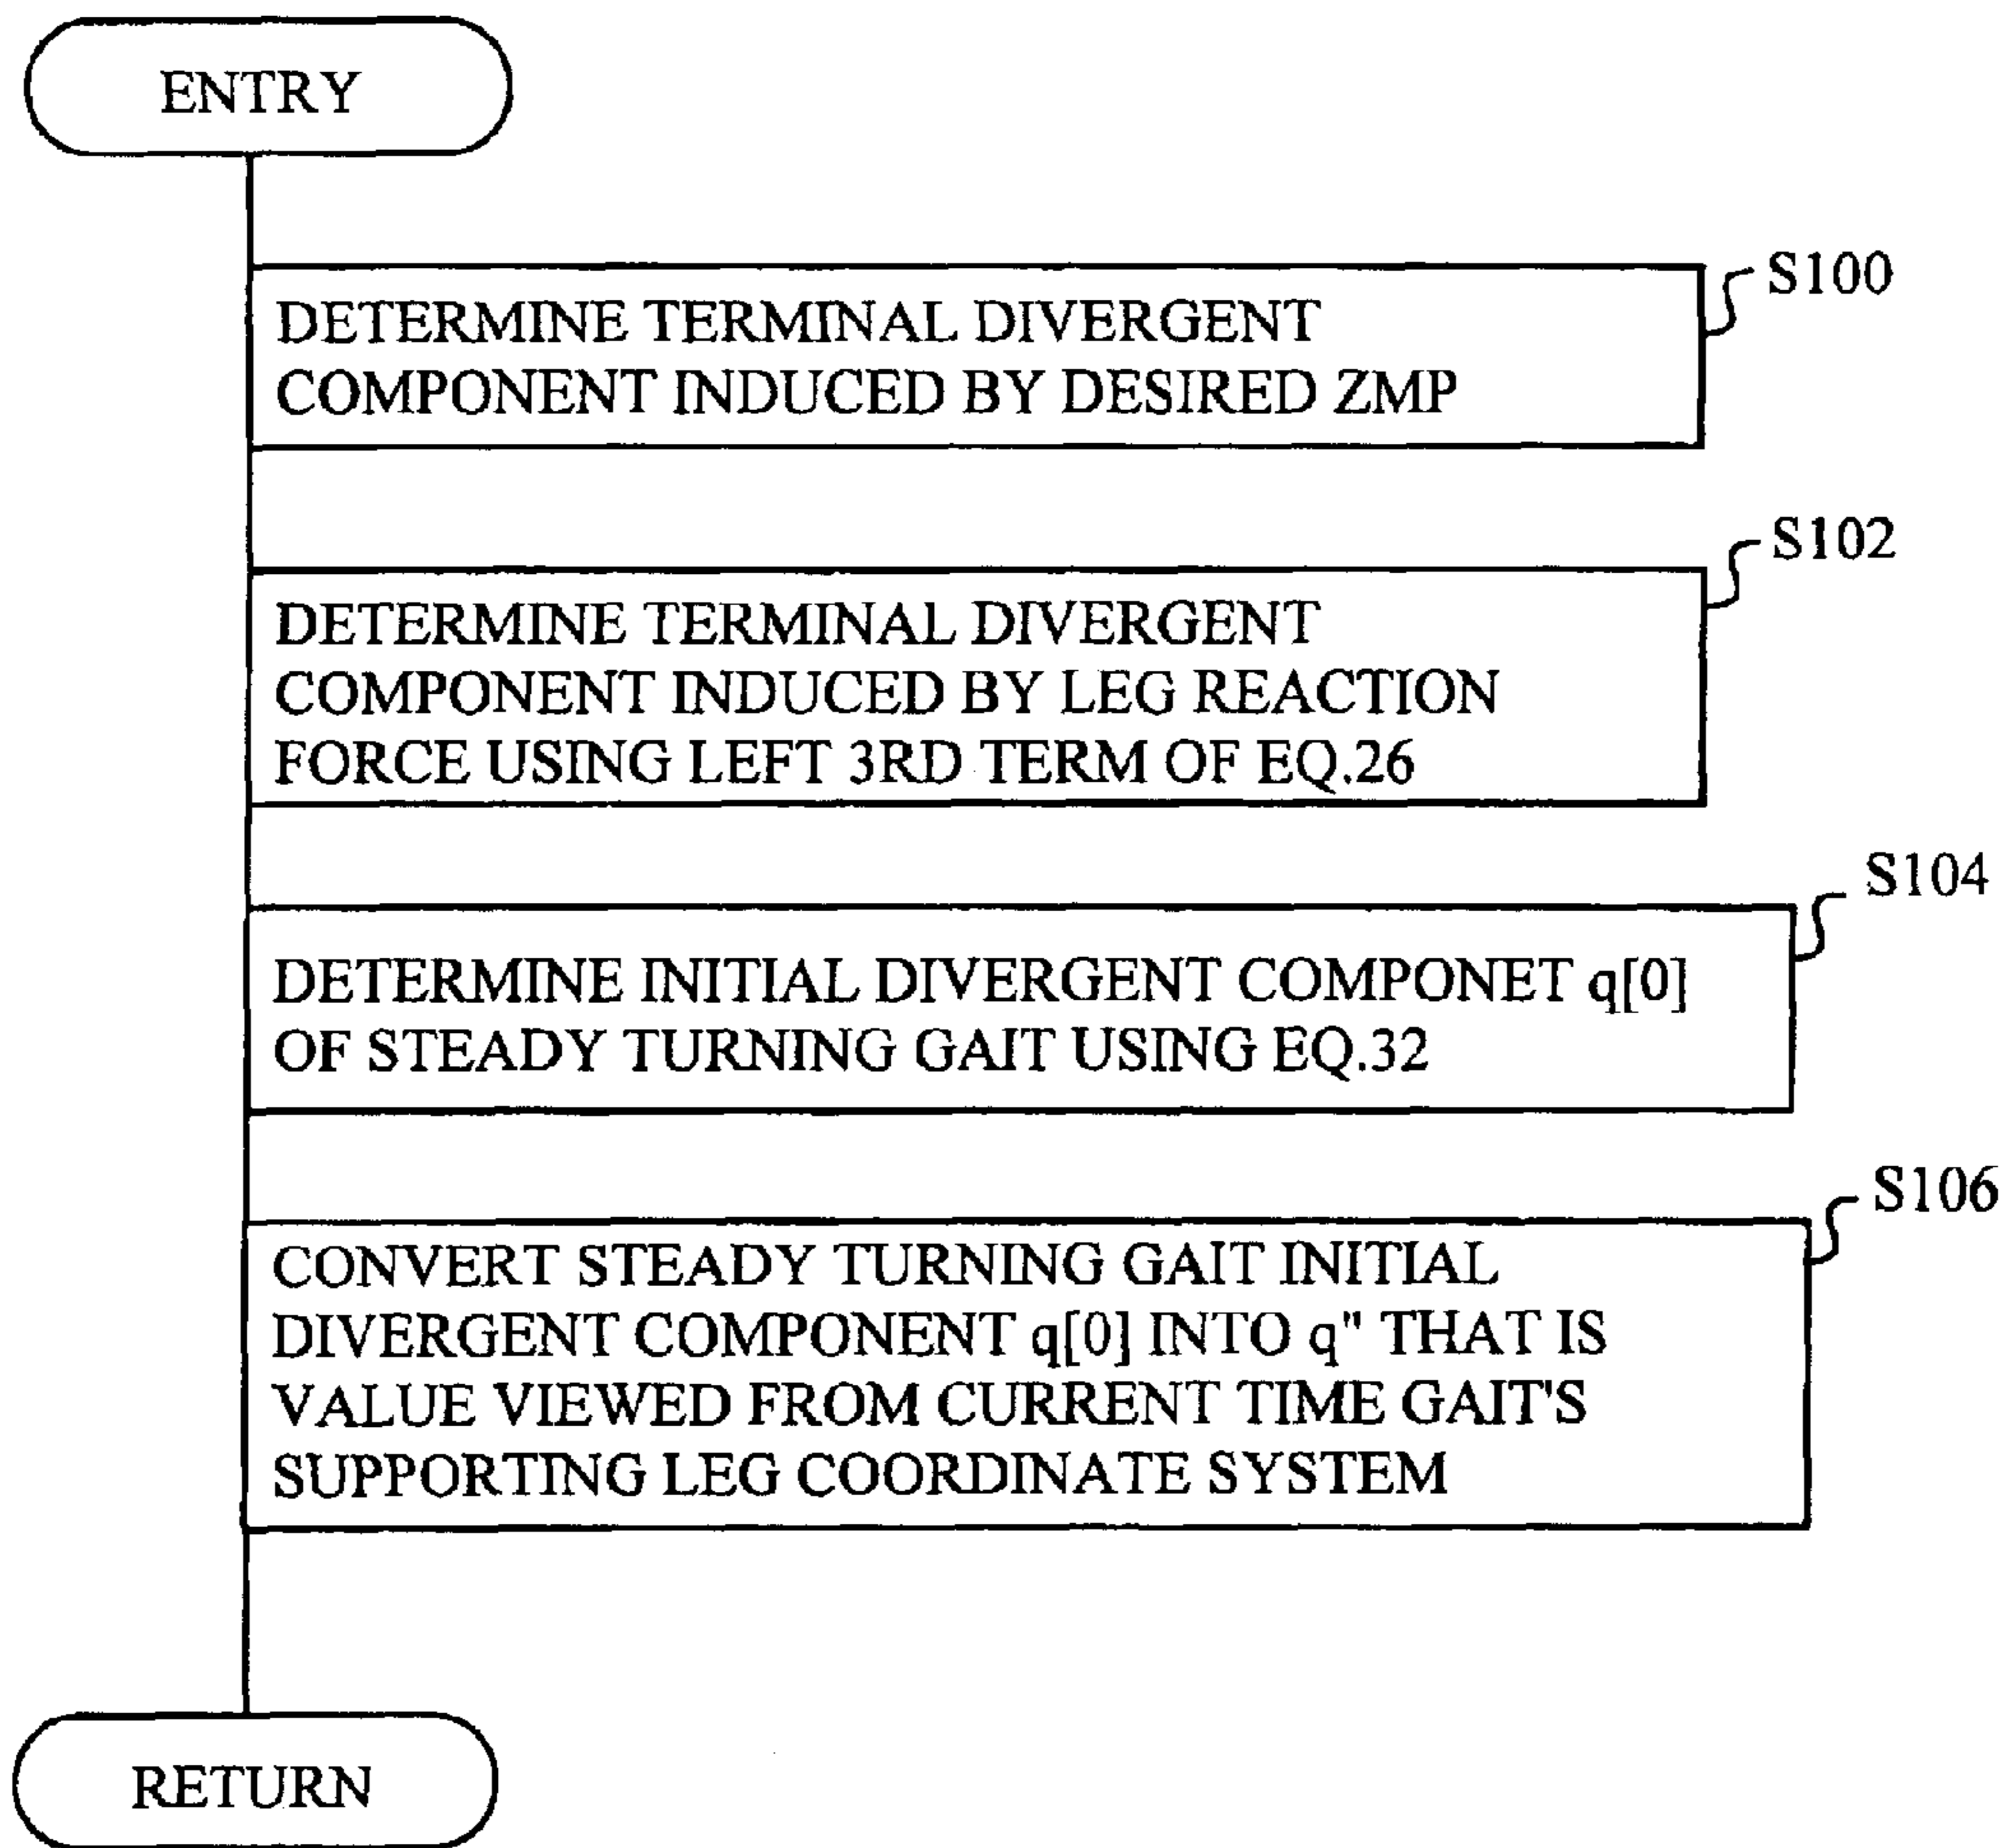 ENTRY
S100
DETERMINE TERMINAL DIVERGENT
COMPONENT INDUCED BY DESIRED ZMP
S102
DETERMINE TERMINAL DIVERGENT
COMPONENT INDUCED BY LEG REACTION
FORCE USING LEFT 3RD TERM OF EQ.26
S104
DETERMINE INITIAL DIVERGENT COMPONET q[0]
OF STEADY TURNING GAIT USING EQ.32
S106
CONVERT STEADY TURNING GAIT INITIAL
DIVERGENT COMPONENT q[0] INTO q" THAT IS
VALUE VIEWED FROM CURRENT TIME GAIT'S
SUPPORTING LEG COORDINATE SYSTEM
RETURN